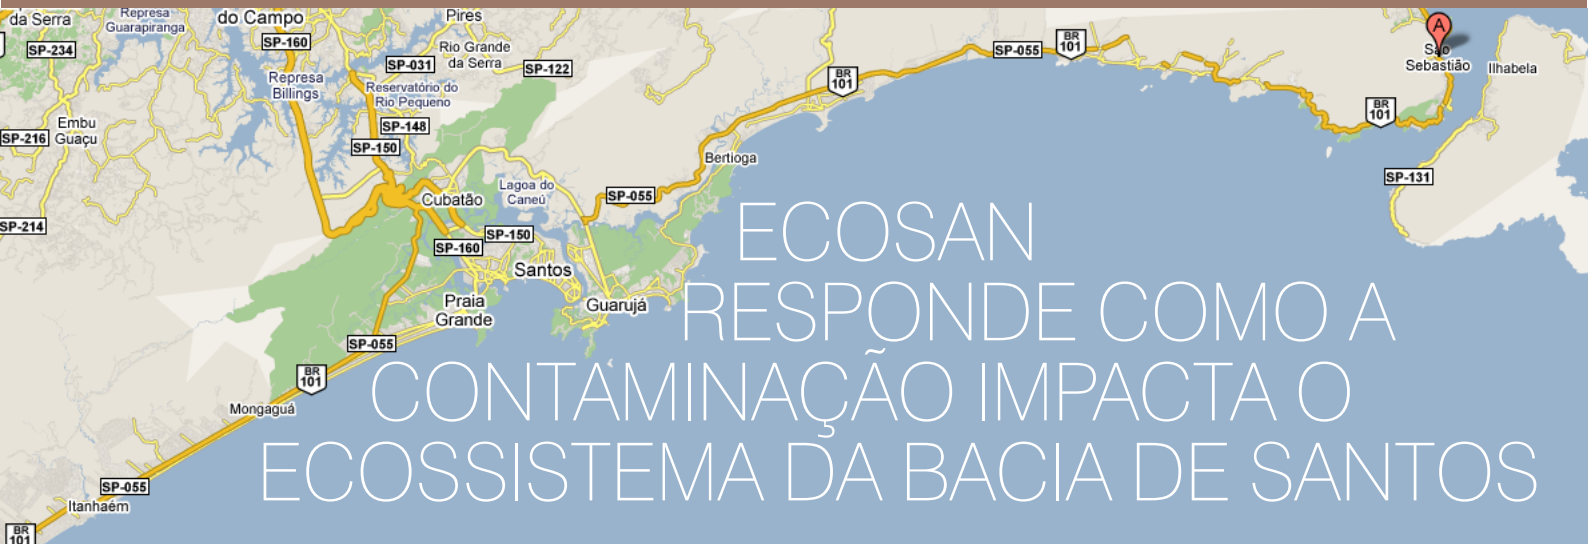 da Serra
Represa
Guarapiranga
do Campo
Pires
SP-234
SP-160
SP-031
Rio Grande
da Serra
SP-122
Represa
Billings
Reservatório do
Rio Pequeno
SP-148
SP-150
SP-216
Embu
Guaçu
SP-214
BR
101
SP-055
BR
101
A
São
Sebastião
Ilhabela
BR
101
SP-131
Bertioga
SP-055
Cubatão
Lagoa do
Caneú
SP-150
SP-160
Santos
Praia
Grande
Guarujá
SP-055
BR
101
Mongaguá
SP-055
Itanhaém
BR
101
ECOSAN
RESPONDE COMO A
CONTAMINAÇÃO IMPACTA O
ECOSSISTEMA DA BACIA DE SANTOS